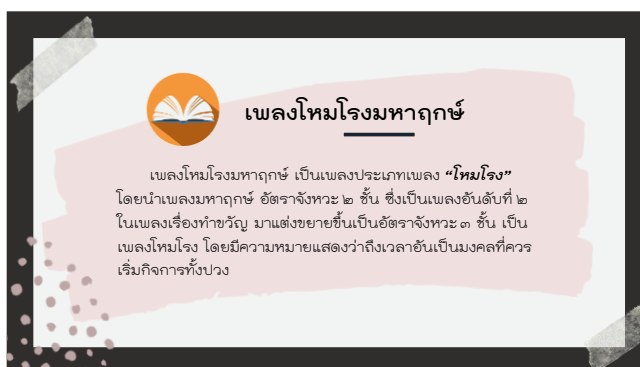 เพลงโหมโรงมหาฤกษ์
เพลงโหมโรงมหาฤกษ์ เป็นเพลงประเภทเพลง “โหมโรง”
โดยนำเพลงมหาฤกษ์ อัตราจังหวะ ๒ ชั้น ซึ่งเป็นเพลงอันดับที่ ๒
ในเพลงเรื่องทำขวัญ มาแต่งขยายขึ้นเป็นอัตราจังหวะ ๓ ชั้น เป็น
เพลงโหมโรง โดยมีความหมายแสดงว่าถึงเวลาอันเป็นมงคลที่ควร
เริ่มกิจการทั้งปวง